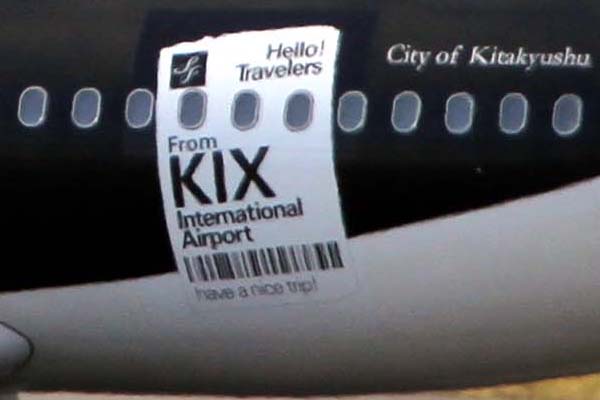 Hello!
Travelers
City of Kitakyushu
From
KIX
International
Airport
have a nice trip!